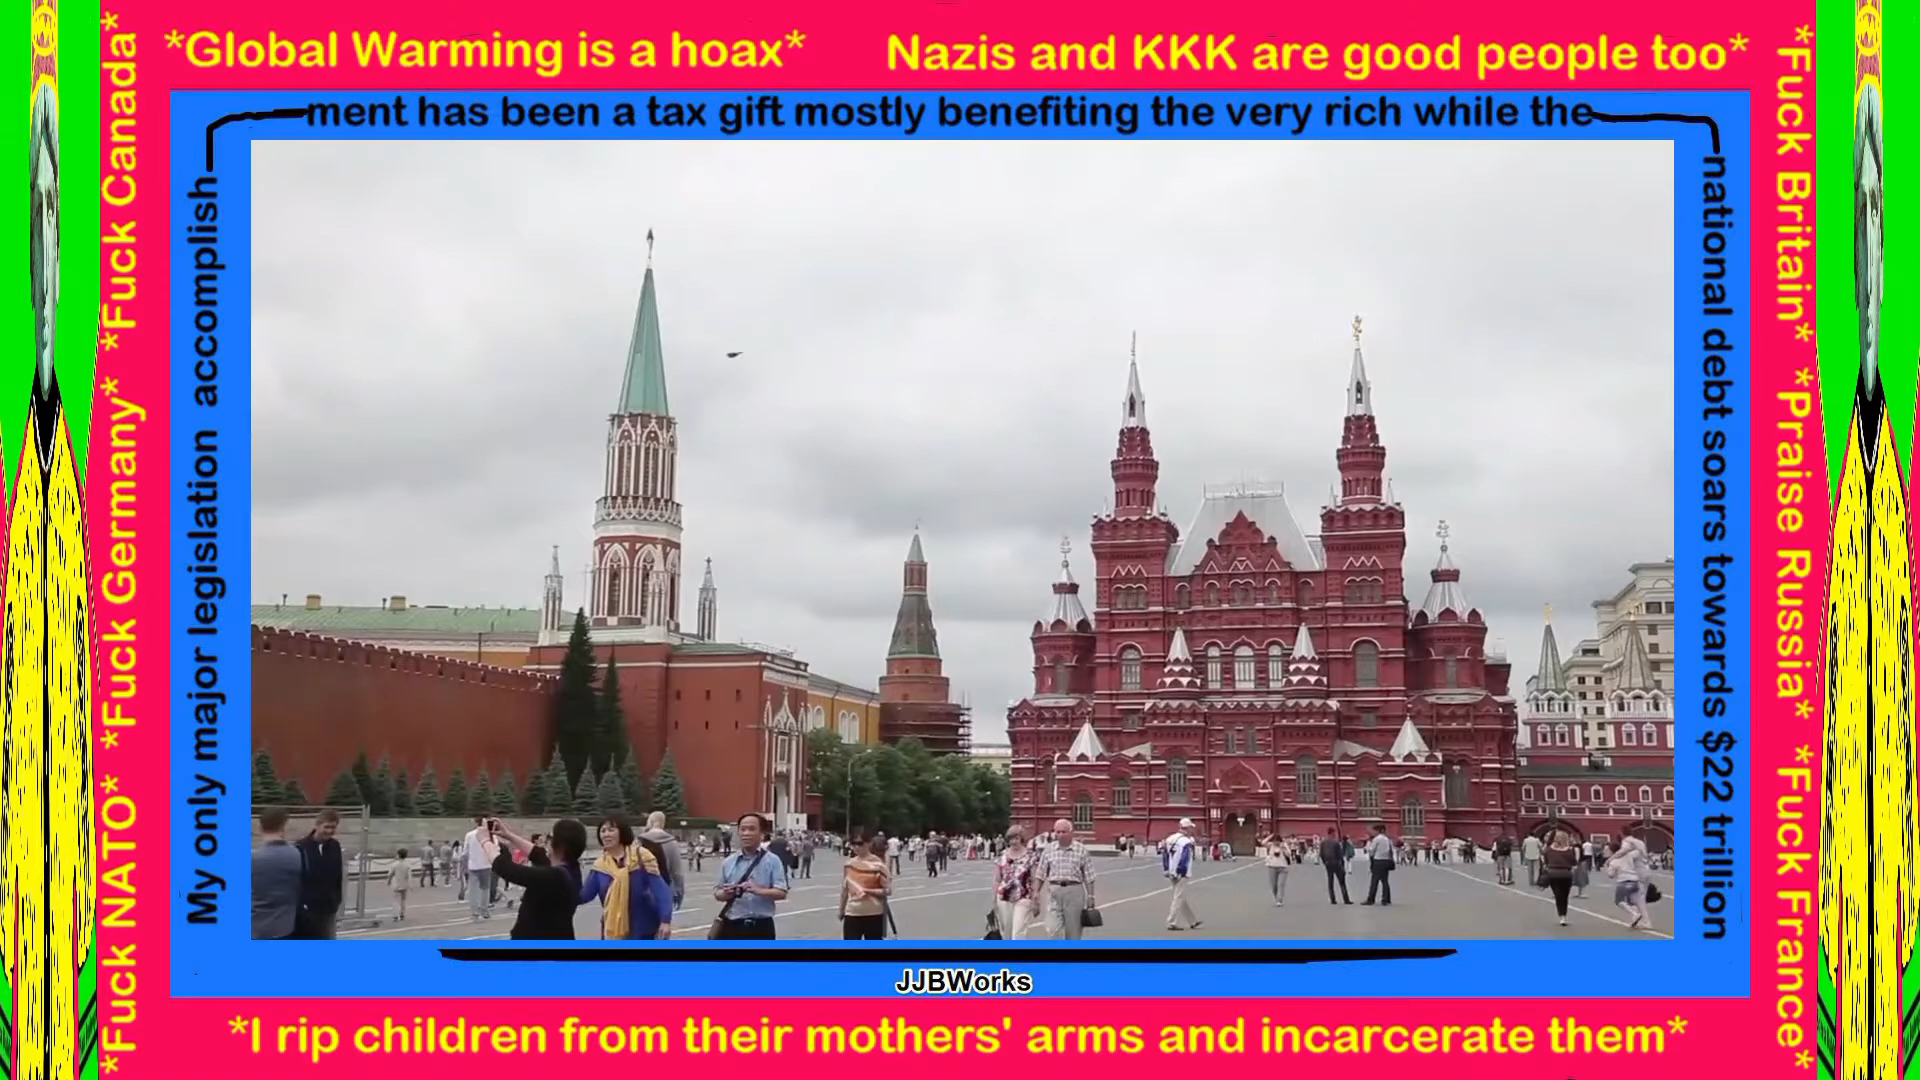 *Global Warming is a hoax*
Nazis and KKK are good people too*
*Fuck NATO* *Fuck Germany* *Fuck Canada*
My only major legislation accomplish
ment has been a tax gift mostly benefiting the very rich while the
national debt soars towards $22 trillion
*Fuck Britain* *Praise Russia* *Fuck France*
JJBWorks
*I rip children from their mothers' arms and incarcerate them*